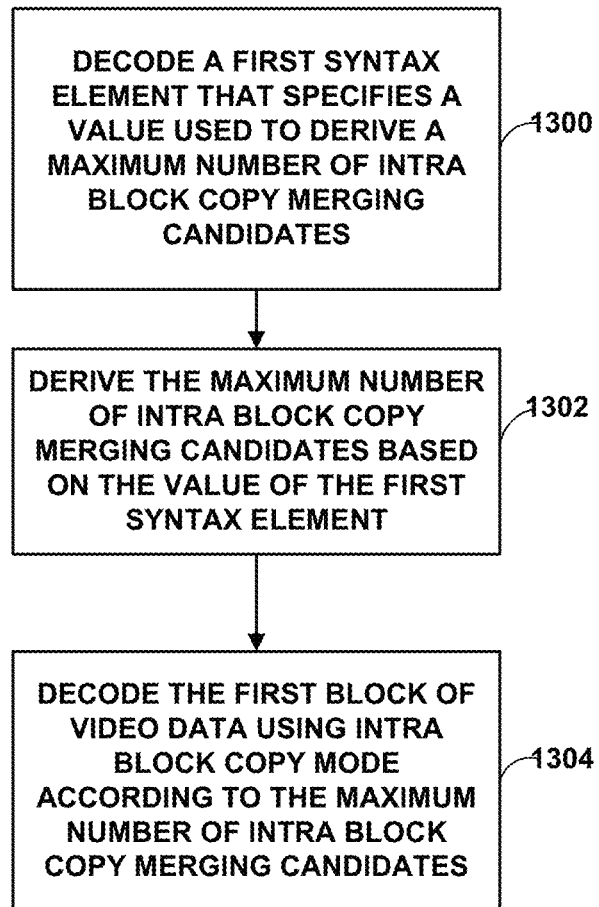 DECODE A FIRST SYNTAX
ELEMENT THAT SPECIFIES A
VALUE USED TO DERIVE A
MAXIMUM NUMBER OF INTRA
BLOCK COPY MERGING
CANDIDATES
1300
DERIVE THE MAXIMUM NUMBER
OF INTRA BLOCK COPY
MERGING CANDIDATES BASED
ON THE VALUE OF THE FIRST
SYNTAX ELEMENT
1302
DECODE THE FIRST BLOCK OF
VIDEO DATA USING INTRA
BLOCK COPY MODE
ACCORDING TO THE MAXIMUM
NUMBER OF INTRA BLOCK
COPY MERGING CANDIDATES
1304